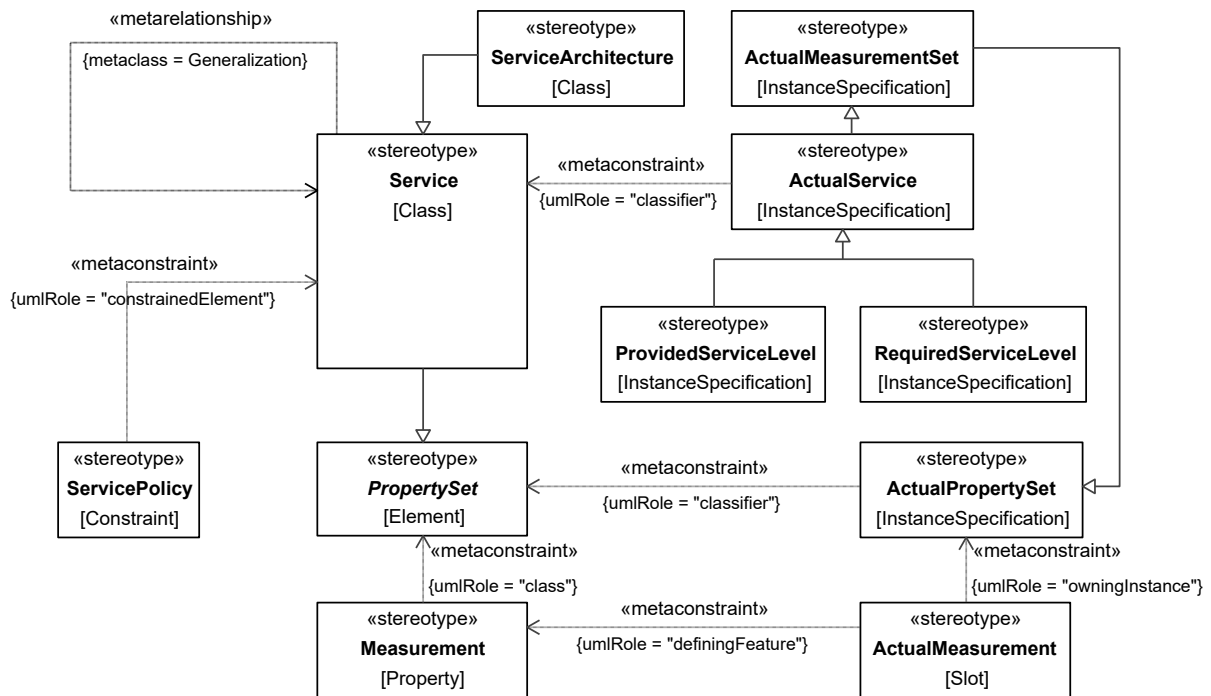 «metarelationship»
{metaclass = Generalization}
«stereotype»
ServiceArchitecture
[Class]
«stereotype»
ActualMeasurementSet
[InstanceSpecification]
«stereotype»
Service
[Class]
«metaconstraint»
{umlRole = "classifier"}
«stereotype»
ActualService
[InstanceSpecification]
«metaconstraint»
{umlRole = "constrainedElement"}
«stereotype»
ProvidedServiceLevel
[InstanceSpecification]
«stereotype»
RequiredServiceLevel
[InstanceSpecification]
«stereotype»
ServicePolicy
[Constraint]
«stereotype»
PropertySet
[Element]
«metaconstraint»
{umlRole = "classifier"}
«stereotype»
ActualPropertySet
[InstanceSpecification]
«metaconstraint»
{umlRole = "class"}
«metaconstraint»
{umlRole = "owningInstance"}
«stereotype»
Measurement
[Property]
«metaconstraint»
{umlRole = "definingFeature"}
«stereotype»
ActualMeasurement
[Slot]